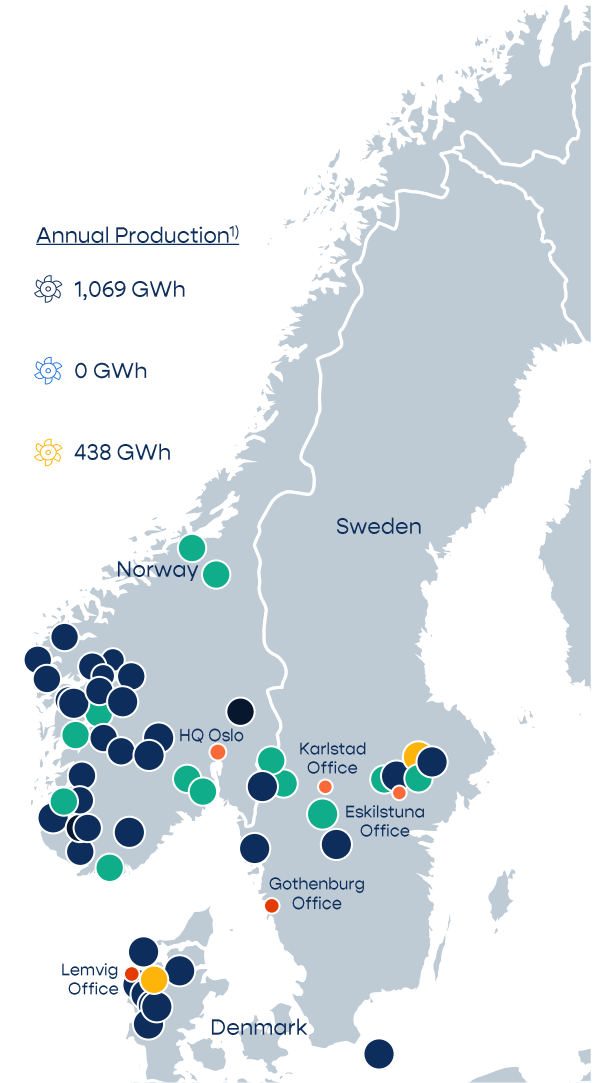 Annual Production¹⁾
1,069 GWh
0 GWh
438 GWh
Sweden
Norway
HQ Oslo
Karlstad
Office
Eskilstuna
Office
Gothenburg
Office
Lemvig
Office
Denmark